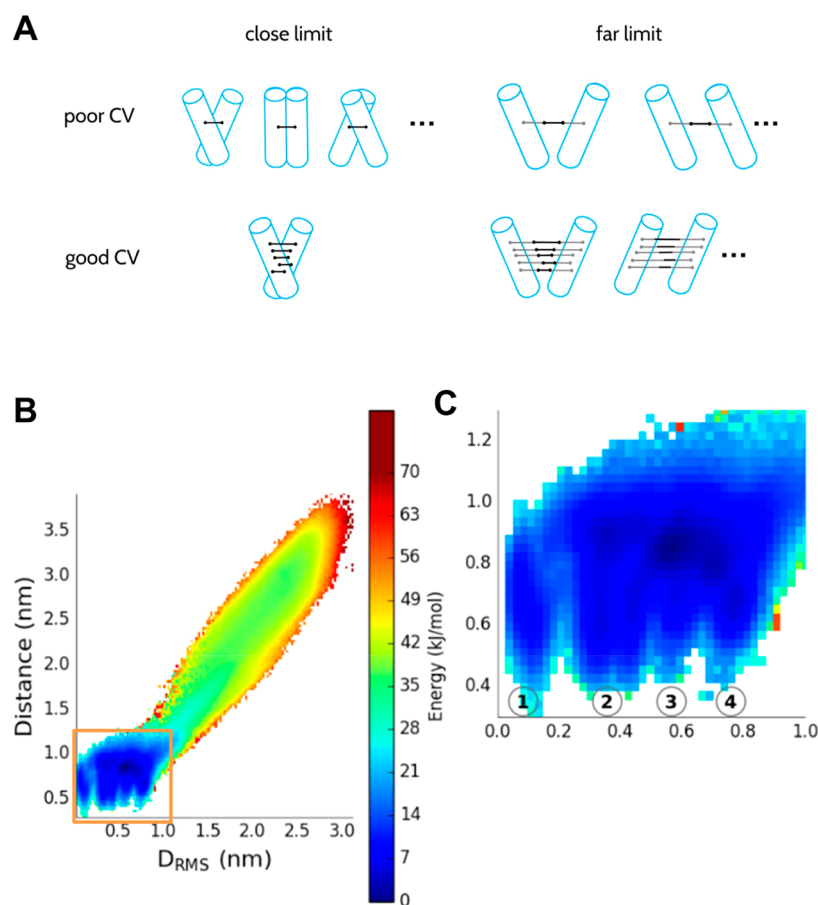 A
close limit
far limit
poor CV
...
...
good CV
...
B
C
Distance (nm)
3.5
3.0
2.5
2.0
1.5
1.0
0.5
0.5 1.0 1.5 2.0 2.5 3.0
D_RMS (nm)
70
63
56
49
42
35
28
21
14
7
0
Energy (kJ/mol)
1.2
1.0
0.8
0.6
0.4
1 2 3 4
0.0 0.2 0.4 0.6 0.8 1.0